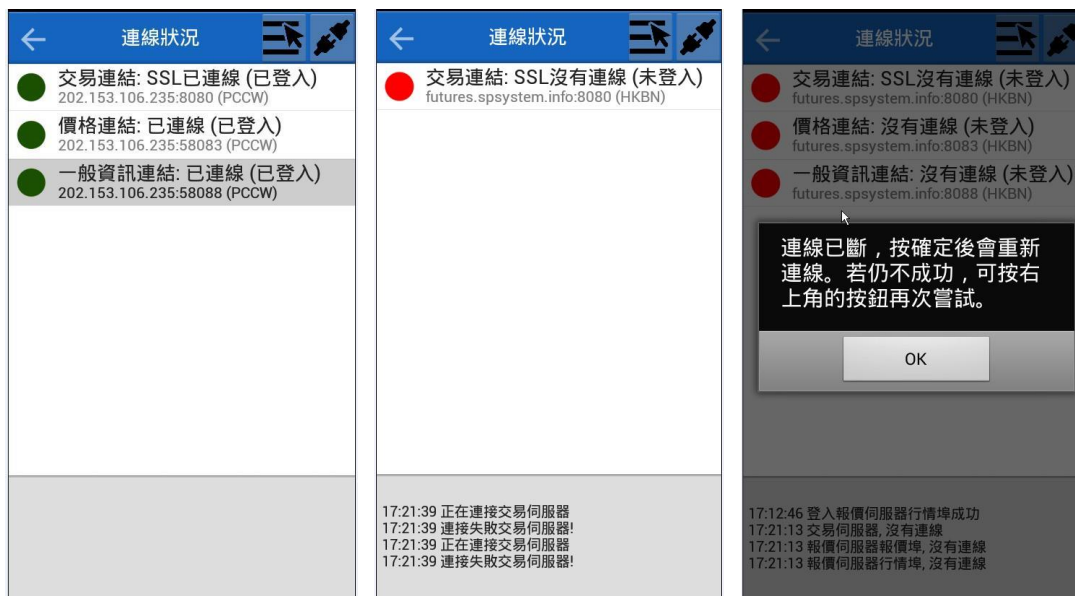 連線狀況
交易連結: SSL已連線 (已登入)
202.153.106.235:8080 (PCCW)
價格連結: 已連線 (已登入)
202.153.106.235:58083 (PCCW)
一般資訊連結: 已連線 (已登入)
202.153.106.235:58088 (PCCW)
連線狀況
交易連結: SSL沒有連線 (未登入)
futures.spsystem.info:8080 (HKBN)
17:21:39 正在連接交易伺服器
17:21:39 連接失敗交易伺服器!
17:21:39 正在連接交易伺服器
17:21:39 連接失敗交易伺服器!
連線狀況
交易連結: SSL沒有連線 (未登入)
futures.spsystem.info:8080 (HKBN)
價格連結: 沒有連線 (未登入)
futures.spsystem.info:8083 (HKBN)
一般資訊連結: 沒有連線 (未登入)
futures.spsystem.info:8088 (HKBN)
連線已斷，按確定後會重新
連線。若仍不成功，可按右
上角的按鈕再次嘗試。
OK
17:12:46 登入報價伺服器行情埠成功
17:21:13 交易伺服器, 沒有連線
17:21:13 報價伺服器報價埠, 沒有連線
17:21:13 報價伺服器行情埠, 沒有連線